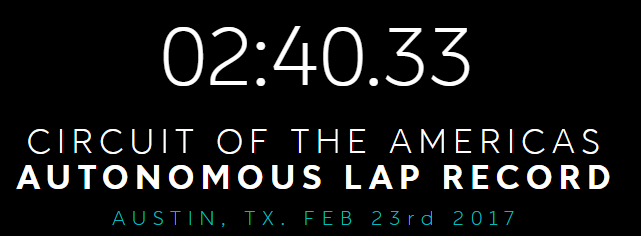 02:40.33
CIRCUIT OF THE AMERICAS
AUTONOMOUS LAP RECORD
AUSTIN, TX. FEB 23rd 2017